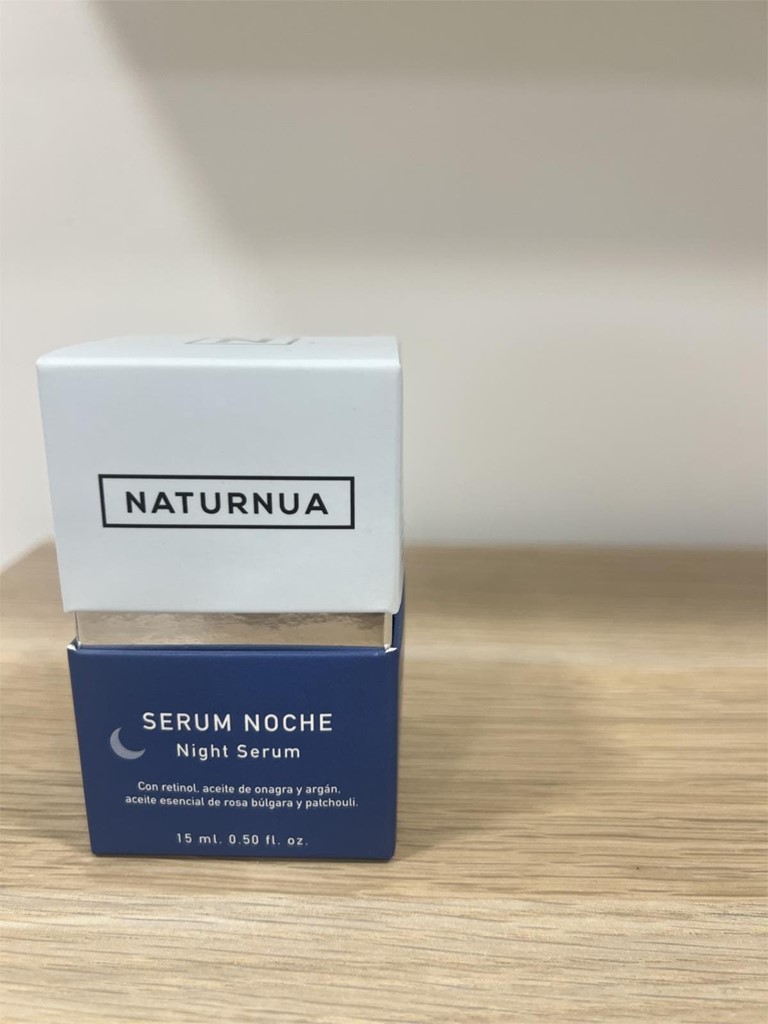 N
NATURNUA
SERUM NOCHE
Night Serum
Con retinol, aceite de onagra y argán,
aceite esencial de rosa búlgara y patchouli.
15 ml. 0.50 fl. oz.